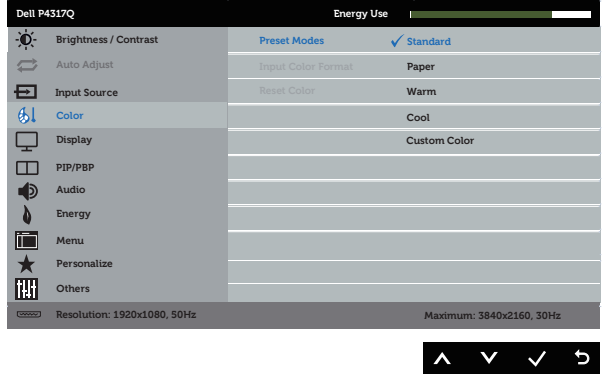 Dell P4317Q Energy Use
Brightness / Contrast Preset Modes Standard
Auto Adjust Input Color Format Paper
Input Source Reset Color Warm
Color Cool
Display Custom Color
PIP/PBP
Audio
Energy
Menu
Personalize
Others
Resolution: 1920x1080, 50Hz Maximum: 3840x2160, 30Hz